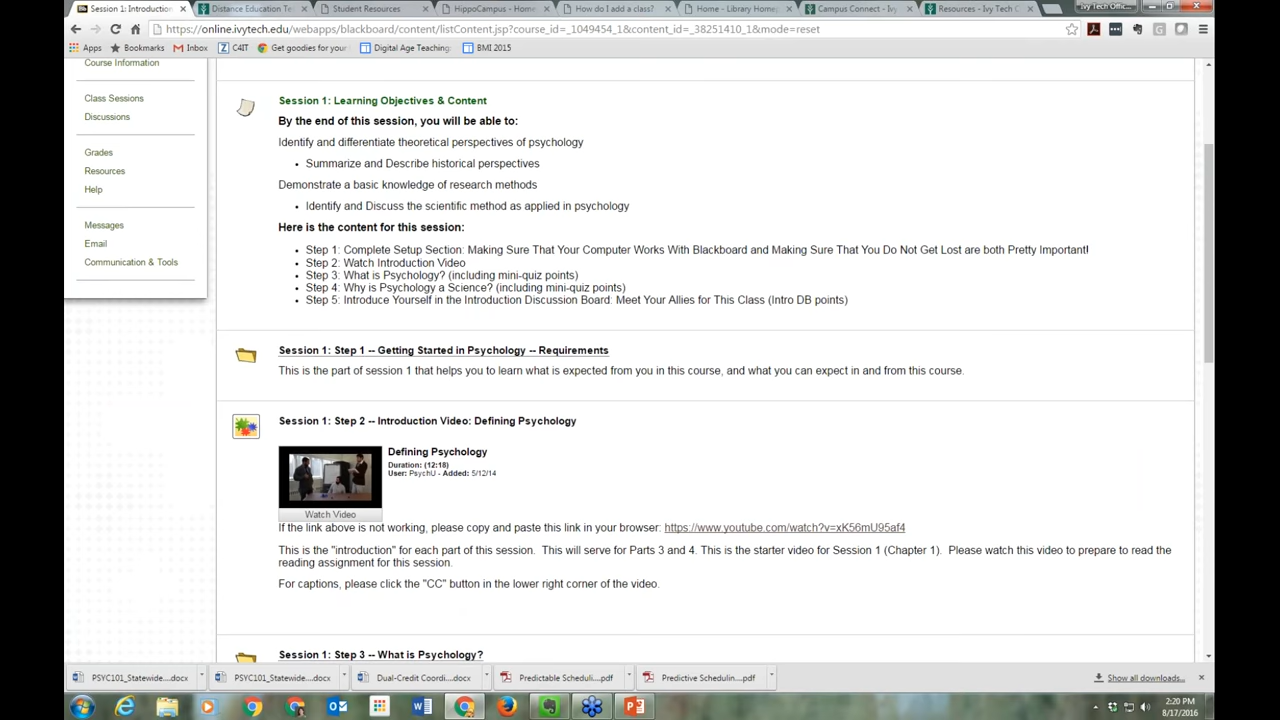 Session 1: Introduction
Distance Education Te
Student Resources
HippoCampus - Home
How do I add a class?
Home - Library Home
Campus Connect - Ivy
Resources - Ivy Tech C
Ivy Tech Offic
https://online.ivytech.edu/webapps/blackboard/content/listContent.jsp?course_id=_1049454_1&content_id=_38251410_1&mode=reset
Apps
Bookmarks
Inbox
C4IT
Get goodies for your
Digital Age Teaching
BMI 2015
Course Information
Class Sessions
Discussions
Grades
Resources
Help
Messages
Email
Communication & Tools
Session 1: Learning Objectives & Content
By the end of this session, you will be able to:
Identify and differentiate theoretical perspectives of psychology
• Summarize and Describe historical perspectives
Demonstrate a basic knowledge of research methods
• Identify and Discuss the scientific method as applied in psychology
Here is the content for this session:
• Step 1: Complete Setup Section: Making Sure That Your Computer Works With Blackboard and Making Sure That You Do Not Get Lost are both Pretty Important!
• Step 2: Watch Introduction Video
• Step 3: What is Psychology? (including mini-quiz points)
• Step 4: Why is Psychology a Science? (including mini-quiz points)
• Step 5: Introduce Yourself in the Introduction Discussion Board: Meet Your Allies for This Class (Intro DB points)
Session 1: Step 1 -- Getting Started in Psychology -- Requirements
This is the part of session 1 that helps you to learn what is expected from you in this course, and what you can expect in and from this course.
Session 1: Step 2 -- Introduction Video: Defining Psychology
Defining Psychology
Duration: (12:18)
User: PsychU - Added: 5/12/14
Watch Video
If the link above is not working, please copy and paste this link in your browser: https://www.youtube.com/watch?v=xK56mU95af4
This is the "introduction" for each part of this session. This will serve for Parts 3 and 4. This is the starter video for Session 1 (Chapter 1). Please watch this video to prepare to read the
reading assignment for this session.
For captions, please click the "CC" button in the lower right corner of the video.
Session 1: Step 3 -- What is Psychology?
PSYC101_Statewide....docx
PSYC101_Statewide....docx
Dual-Credit Coordi....docx
Predictable Scheduli....pdf
Predictive Schedulin....pdf
Show all downloads...
2:20 PM
8/17/2016